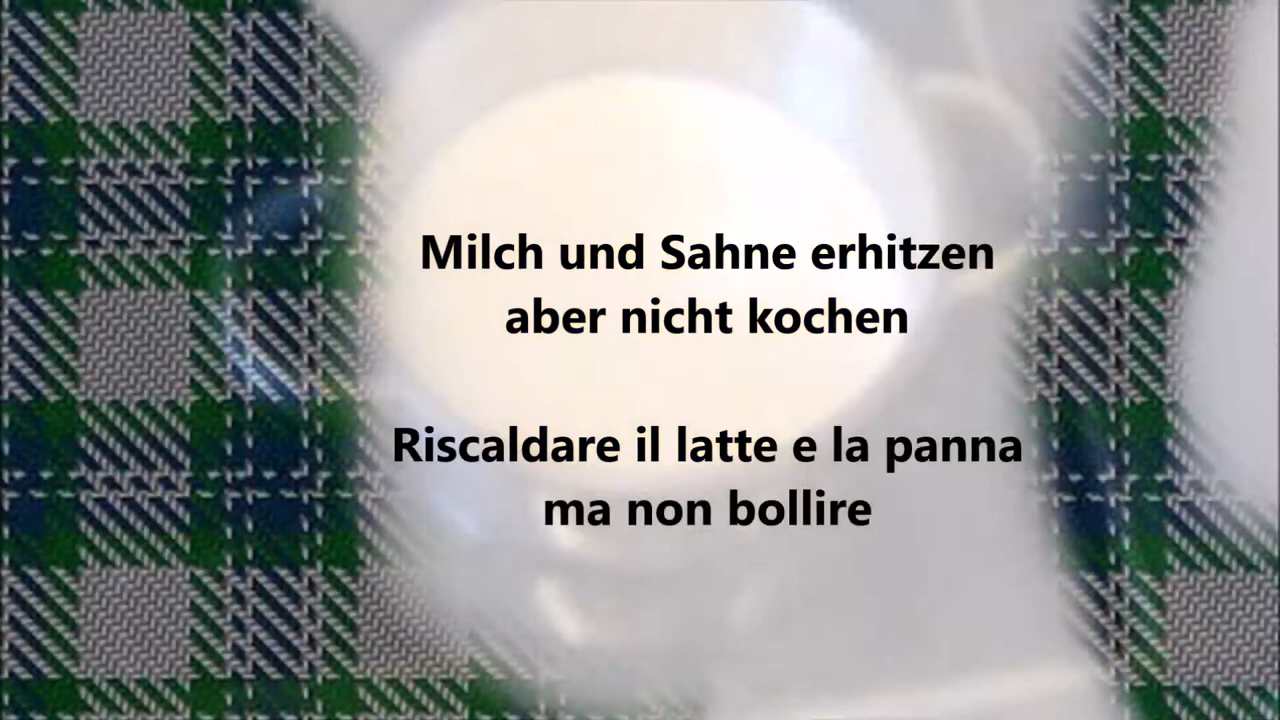 Milch und Sahne erhitzen
aber nicht kochen
Riscaldare il latte e la panna
ma non bollire